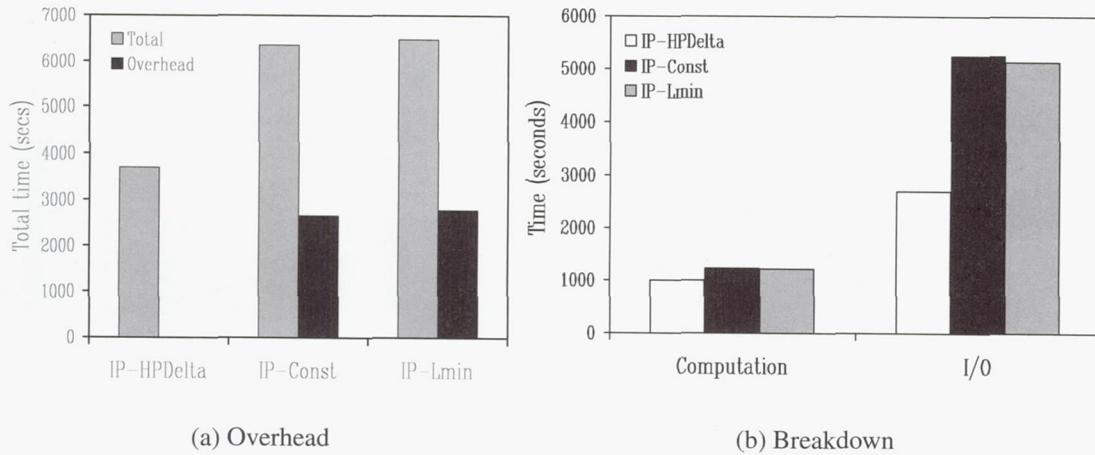 7000
6000
5000
4000
3000
2000
1000
0
Total time (secs)
Total
Overhead
IP-HPDelta
IP-Const
IP-Lmin
(a) Overhead
6000
5000
4000
3000
2000
1000
0
Time (seconds)
IP-HPDelta
IP-Const
IP-Lmin
Computation
I/O
(b) Breakdown